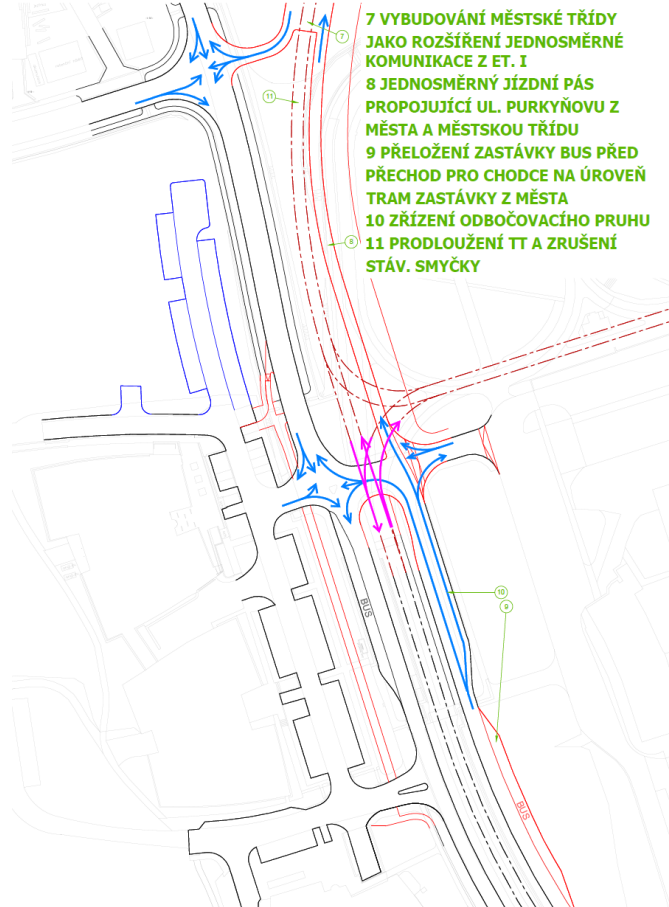 7 VYBUDOVÁNÍ MĚSTSKÉ TŘÍDY
JAKO ROZŠÍŘENÍ JEDNOSMĚRNÉ
KOMUNIKACE Z ET. I
8 JEDNOSMĚRNÝ JÍZDNÍ PÁS
PROPOJUJÍCÍ UL. PURKYŇOVU Z
MĚSTA A MĚSTSKOU TŘÍDU
9 PŘELOŽENÍ ZASTÁVKY BUS PŘED
PŘECHOD PRO CHODCE NA ÚROVEŇ
TRAM ZASTÁVKY Z MĚSTA
10 ZŘÍZENÍ ODBOČOVACÍHO PRUHU
11 PRODLOUŽENÍ TT A ZRUŠENÍ
STÁV. SMYČKY
7
11
8
10
9
BUS
BUS